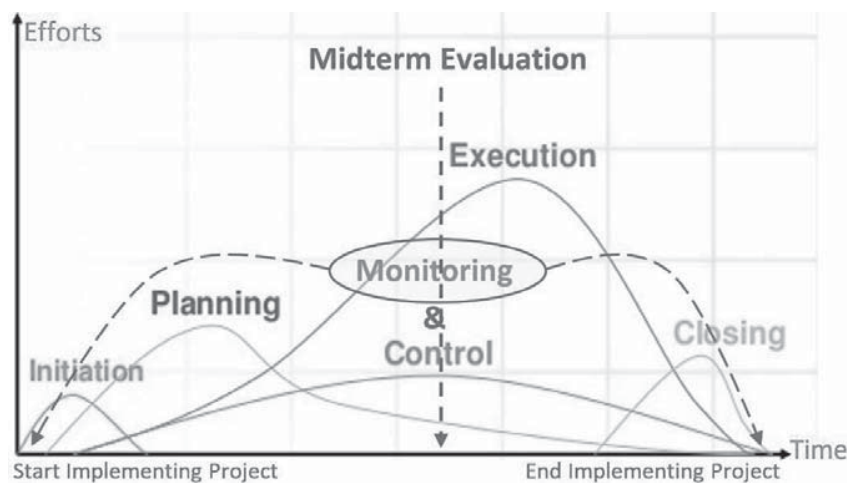 Efforts
Midterm Evaluation
Execution
Monitoring
Planning
&
Control
Closing
Initiation
Time
Start Implementing Project
End Implementing Project